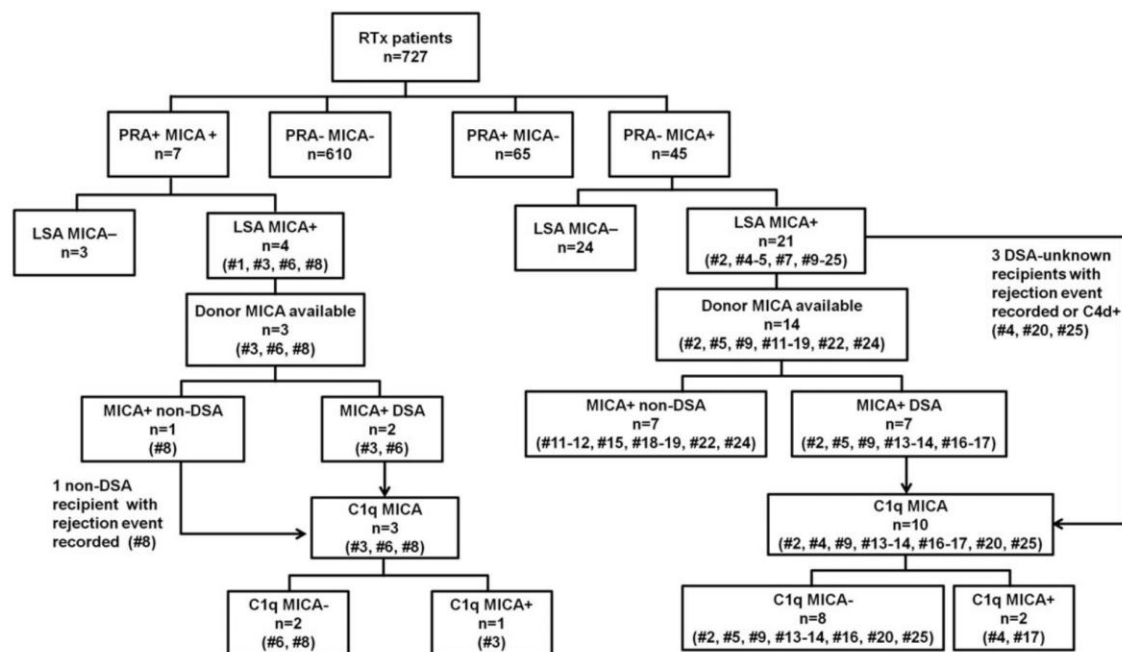 RTx patients
n=727
PRA+ MICA +
n=7
PRA- MICA-
n=610
PRA+ MICA-
n=65
PRA- MICA+
n=45
LSA MICA–
n=3
LSA MICA+
n=4
(#1, #3, #6, #8)
LSA MICA–
n=24
LSA MICA+
n=21
(#2, #4-5, #7, #9-25)
3 DSA-unknown
recipients with
rejection event
recorded or C4d+
(#4, #20, #25)
Donor MICA available
n=3
(#3, #6, #8)
Donor MICA available
n=14
(#2, #5, #9, #11-19, #22, #24)
MICA+ non-DSA
n=1
(#8)
MICA+ DSA
n=2
(#3, #6)
MICA+ non-DSA
n=7
(#11-12, #15, #18-19, #22, #24)
MICA+ DSA
n=7
(#2, #5, #9, #13-14, #16-17)
1 non-DSA
recipient with
rejection event
recorded (#8)
C1q MICA
n=3
(#3, #6, #8)
C1q MICA
n=10
(#2, #4, #9, #13-14, #16-17, #20, #25)
C1q MICA-
n=2
(#6, #8)
C1q MICA+
n=1
(#3)
C1q MICA-
n=8
(#2, #5, #9, #13-14, #16, #20, #25)
C1q MICA+
n=2
(#4, #17)